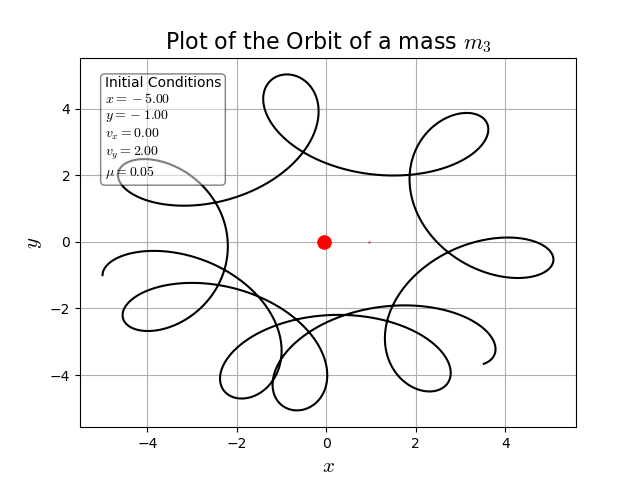 Plot of the Orbit of a mass m₃
Initial Conditions
x = −5.00
y = −1.00
vₓ = 0.00
v_y = 2.00
μ = 0.05
4
2
0
−2
−4
y
−4
−2
0
2
4
x